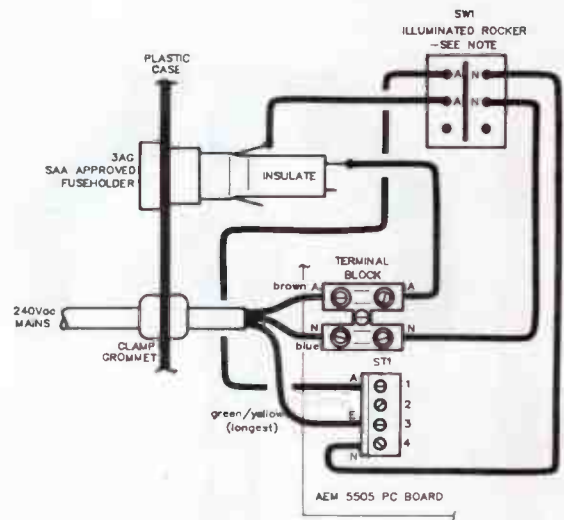 SW1
ILLUMINATED ROCKER
-SEE NOTE
PLASTIC
CASE
A N
A N
3AG
SAA APPROVED
FUSEHOLDER
INSULATE
TERMINAL
BLOCK
brown A A
240Vac
MAINS
N N
blue
CLAMP
GROMMET
ST1
A 1
2
green/yellow
(longest)
E 3
4
N
AEM 5505 PC BOARD